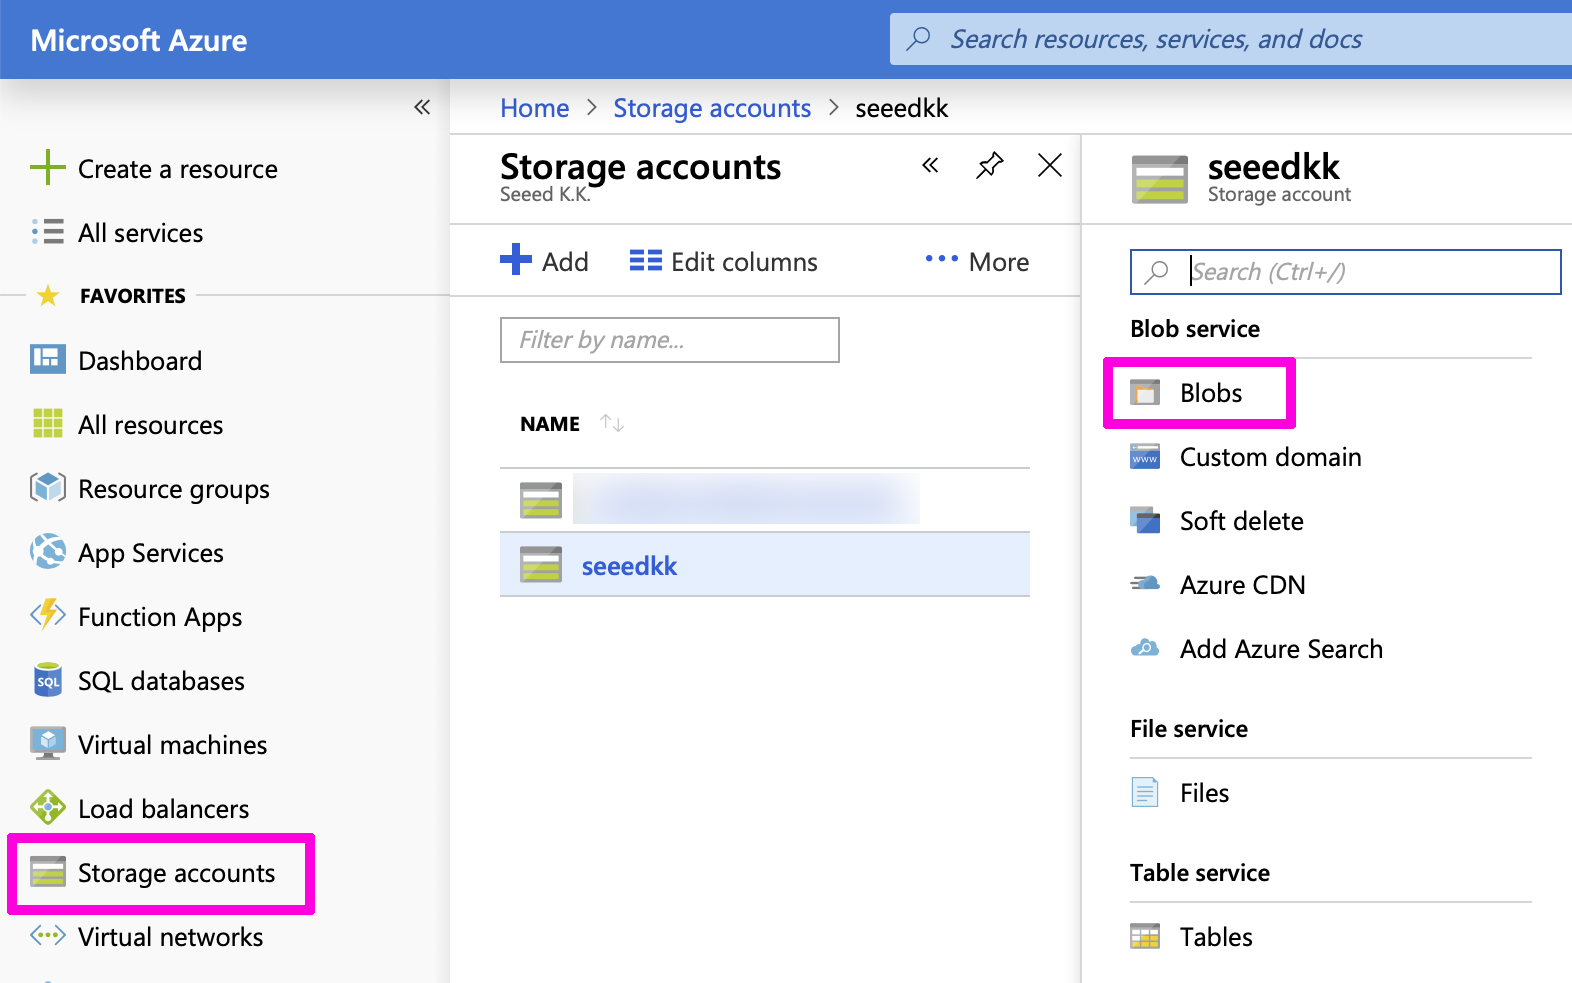 Microsoft Azure
Search resources, services, and docs
Home > Storage accounts > seeedkk
Create a resource
All services
FAVORITES
Dashboard
All resources
Resource groups
App Services
Function Apps
SQL
SQL databases
Virtual machines
Load balancers
Storage accounts
Virtual networks
Storage accounts
Seeed K.K.
Add
Edit columns
More
Filter by name...
NAME
seeedkk
seeedkk
Storage account
Search (Ctrl+/)
Blob service
Blobs
www
Custom domain
Soft delete
Azure CDN
Add Azure Search
File service
Files
Table service
Tables